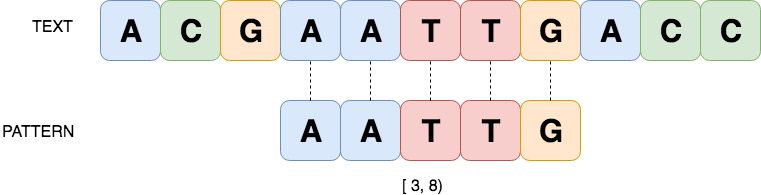 TEXT A C G A A T T G A C C
PATTERN A A T T G
[ 3, 8)